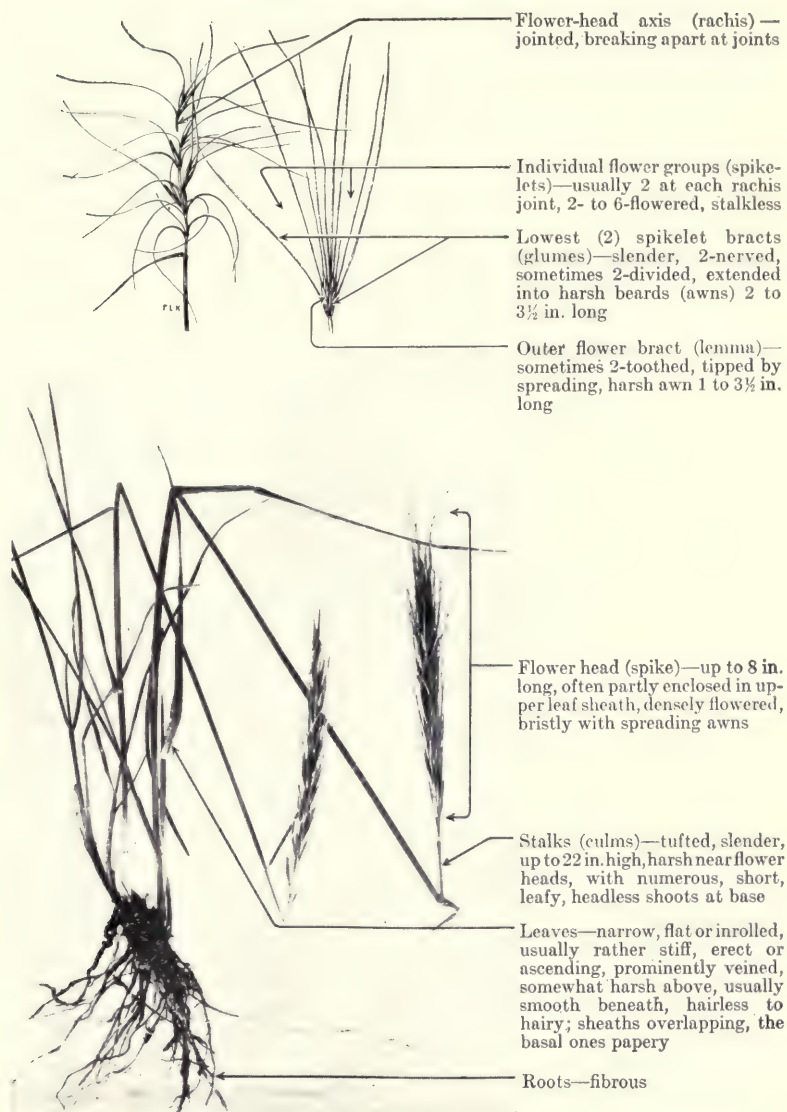 Flower-head axis (rachis)—
jointed, breaking apart at joints
Individual flower groups (spike-
lets)—usually 2 at each rachis
joint, 2- to 6-flowered, stalkless
Lowest (2) spikelet bracts
(glumes)—slender, 2-nerved,
sometimes 2-divided, extended
into harsh beards (awns) 2 to
3½ in. long
Outer flower bract (lemma)—
sometimes 2-toothed, tipped by
spreading, harsh awn 1 to 3½ in.
long
PLK
Flower head (spike)—up to 8 in.
long, often partly enclosed in up-
per leaf sheath, densely flowered,
bristly with spreading awns
Stalks (culms)—tufted, slender,
up to 22 in. high, harsh near flower
heads, with numerous, short,
leafy, headless shoots at base
Leaves—narrow, flat or inrolled,
usually rather stiff, erect or
ascending, prominently veined,
somewhat harsh above, usually
smooth beneath, hairless to
hairy; sheaths overlapping, the
basal ones papery
Roots—fibrous